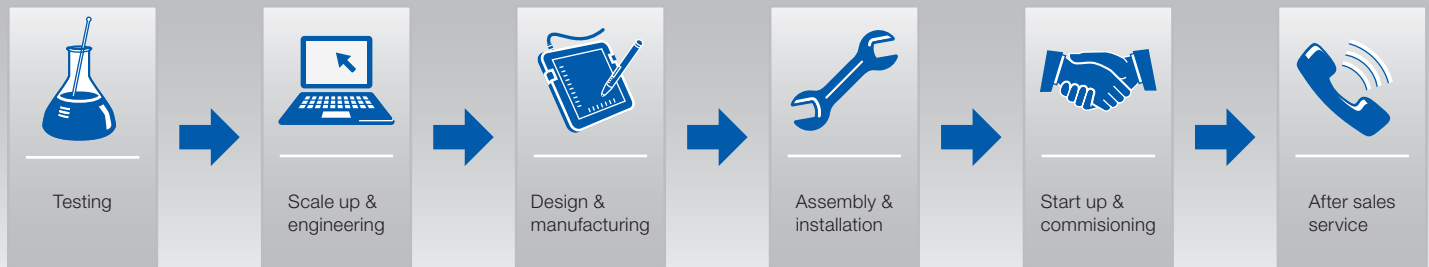 Testing
Scale up &
engineering
Design &
manufacturing
Assembly &
installation
Start up &
commisioning
After sales
service